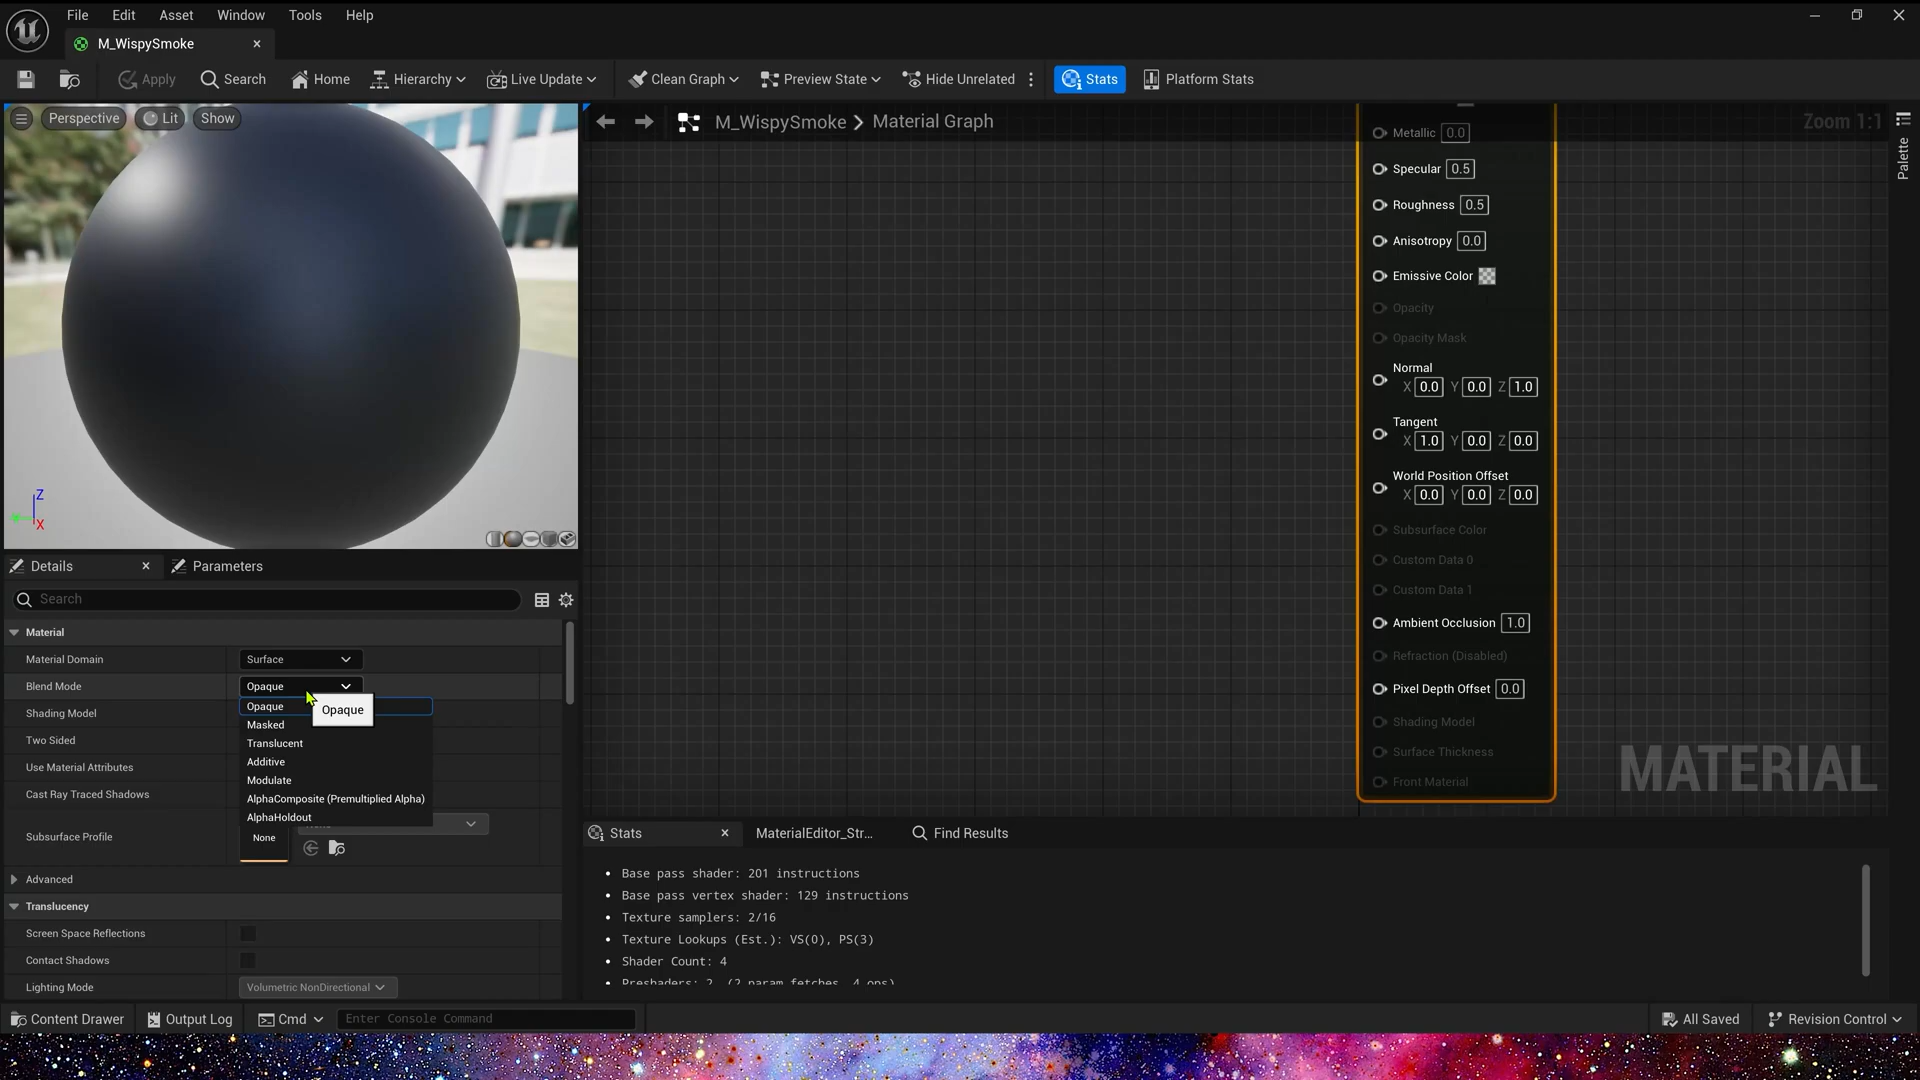 File Edit Asset Window Tools Help
M_WispySmoke
Apply Search Home Hierarchy Live Update Clean Graph Preview State Hide Unrelated Stats Platform Stats
Perspective Lit Show
M_WispySmoke > Material Graph
Zoom 1:1
Palette
Metallic 0.0
Specular 0.5
Roughness 0.5
Anisotropy 0.0
Emissive Color
Opacity
Opacity Mask
Normal
X 0.0 Y 0.0 Z 1.0
Tangent
X 1.0 Y 0.0 Z 0.0
World Position Offset
X 0.0 Y 0.0 Z 0.0
Subsurface Color
Custom Data 0
Custom Data 1
Ambient Occlusion 1.0
Refraction (Disabled)
Pixel Depth Offset 0.0
Shading Model
Surface Thickness
Front Material
MATERIAL
Z
X
Details Parameters
Search
Material
Material Domain Surface
Blend Mode Opaque
Shading Model
Two Sided
Use Material Attributes
Cast Ray Traced Shadows
Subsurface Profile
Opaque
Masked
Translucent
Additive
Modulate
AlphaComposite (Premultiplied Alpha)
AlphaHoldout
Opaque
None
Advanced
Translucency
Screen Space Reflections
Contact Shadows
Lighting Mode Volumetric NonDirectional
Stats MaterialEditor_Str... Find Results
Base pass shader: 201 instructions
Base pass vertex shader: 129 instructions
Texture samplers: 2/16
Texture Lookups (Est.): VS(0), PS(3)
Shader Count: 4
Preshaders: 2 (2 param fetches, 4 ops)
Content Drawer Output Log Cmd Enter Console Command All Saved Revision Control